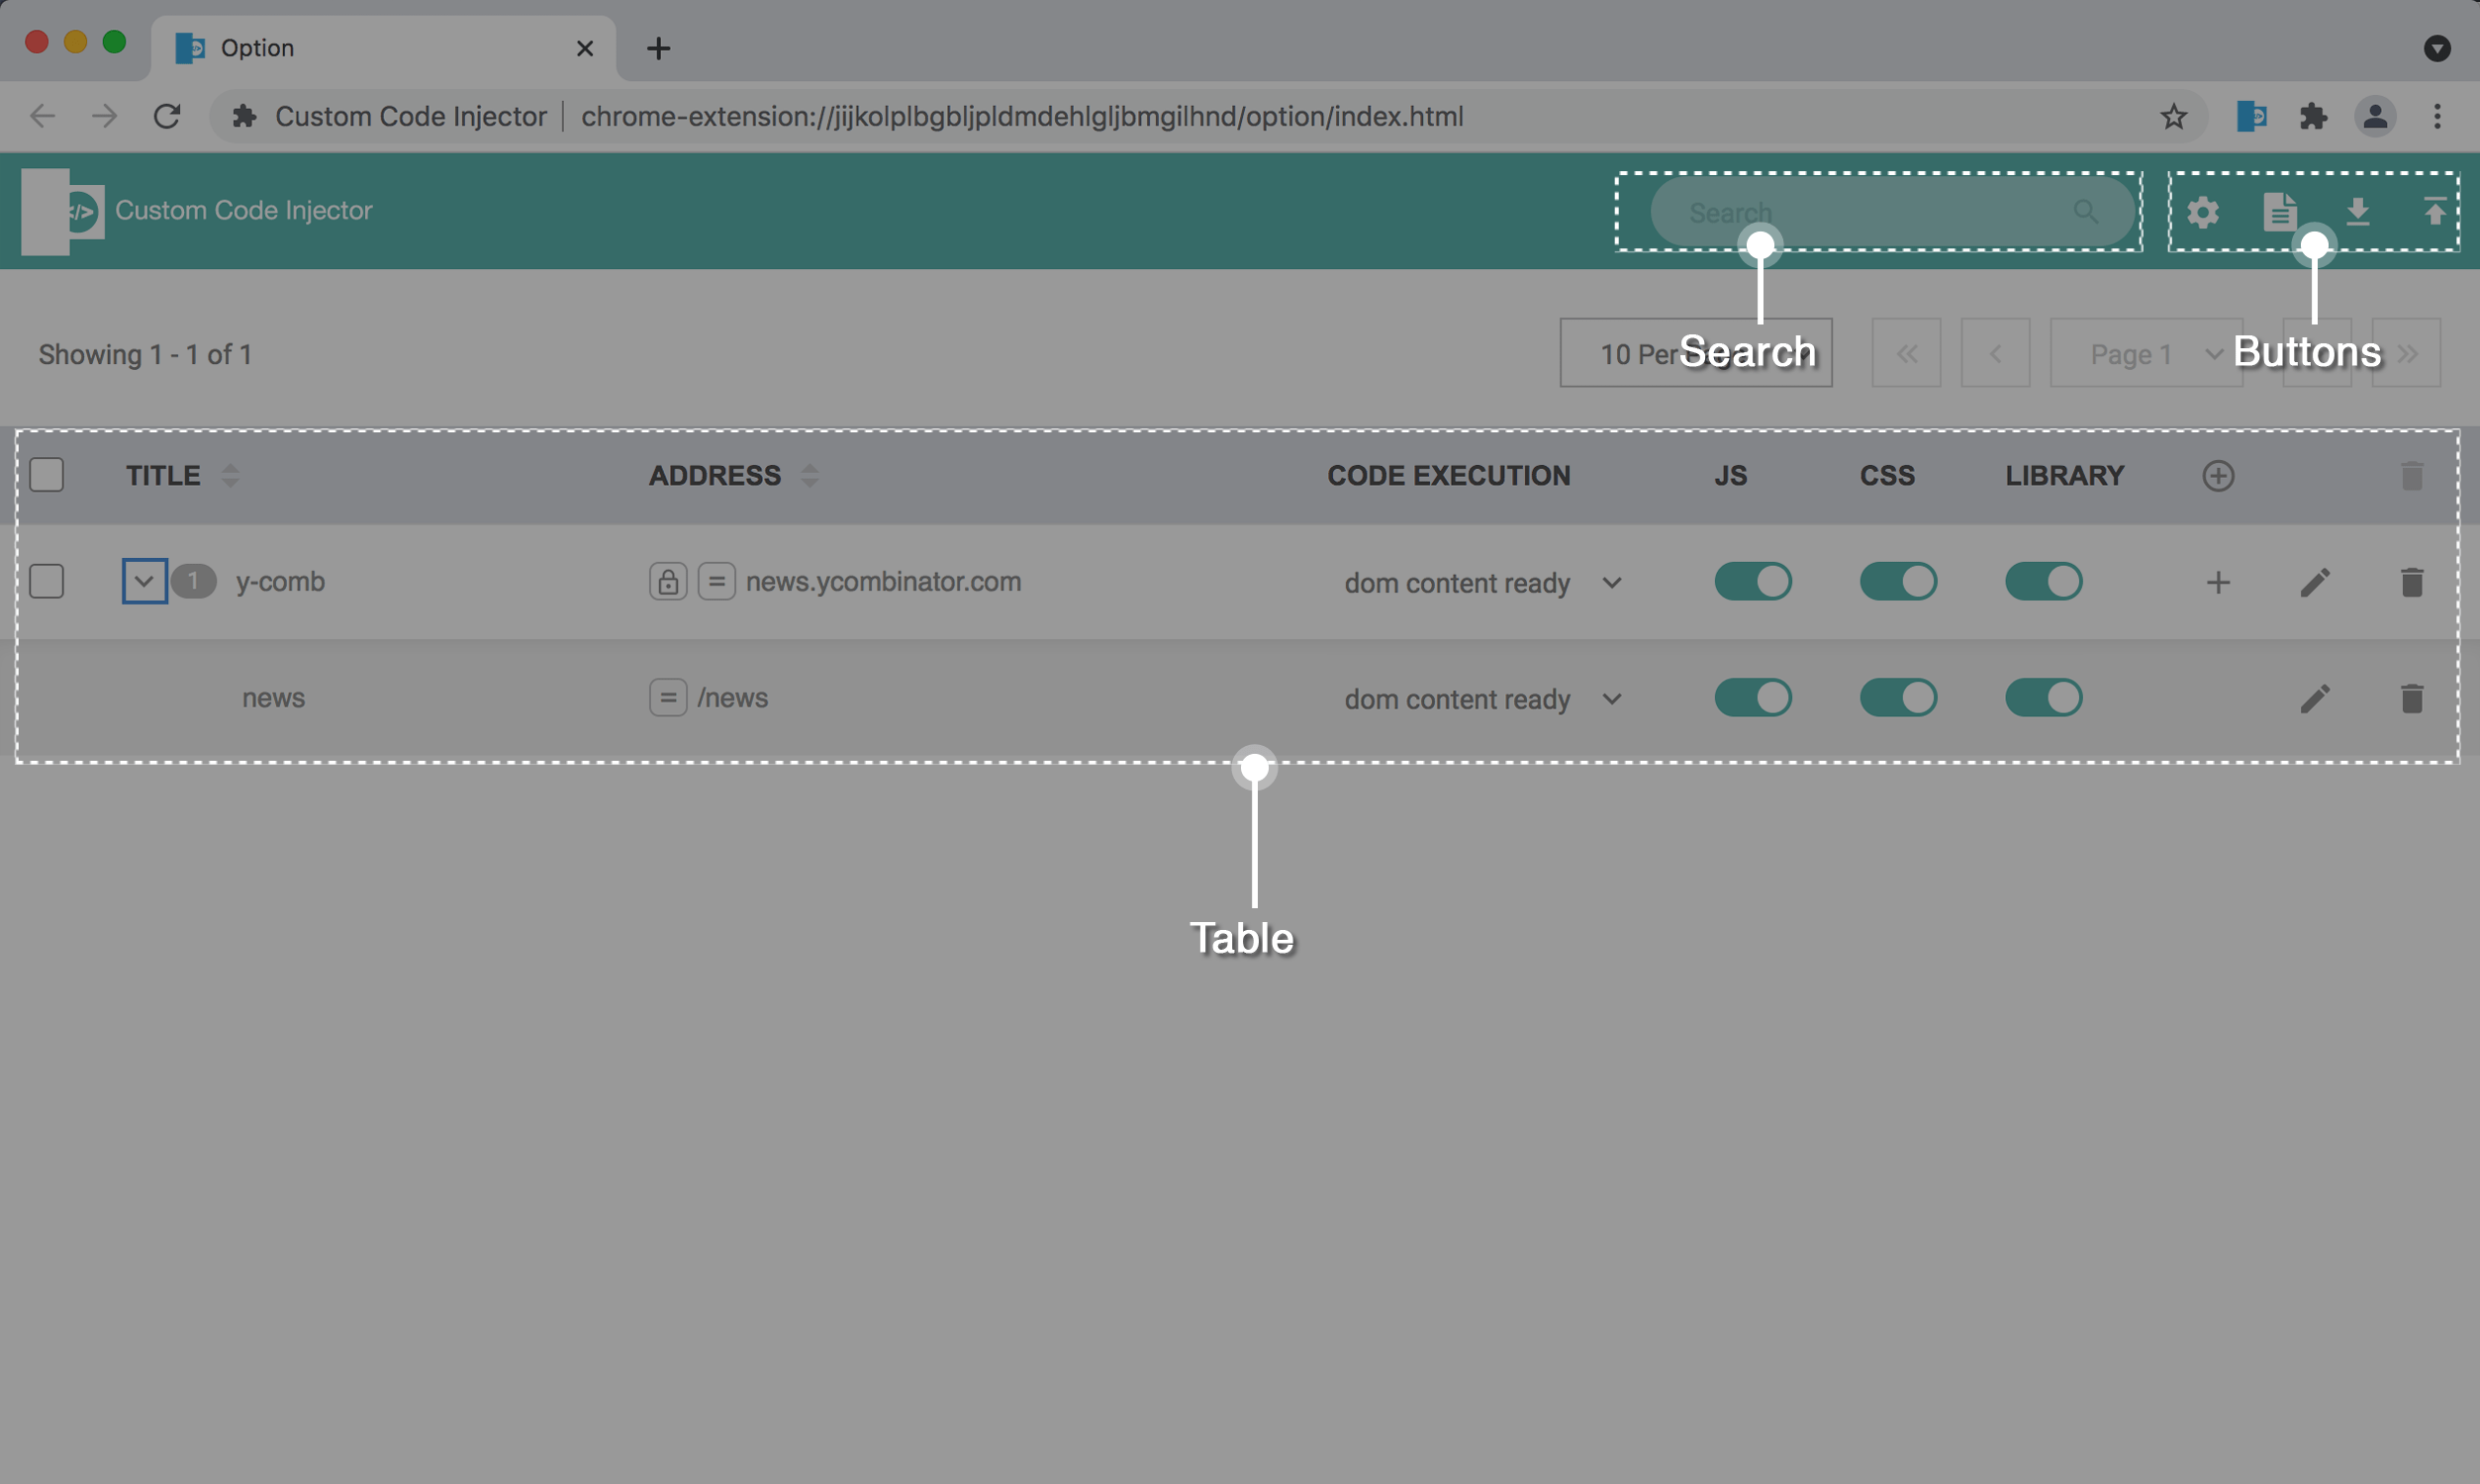 Option
Custom Code Injector chrome-extension://jijkolplbgbljpldmdehlgljbmgilhnd/option/index.html
</> Custom Code Injector
Search
Showing 1 - 1 of 1
10 Per
Search
Page 1
Buttons
TITLE ADDRESS CODE EXECUTION JS CSS LIBRARY
1 y-comb = news.ycombinator.com dom content ready
news = /news dom content ready
Table